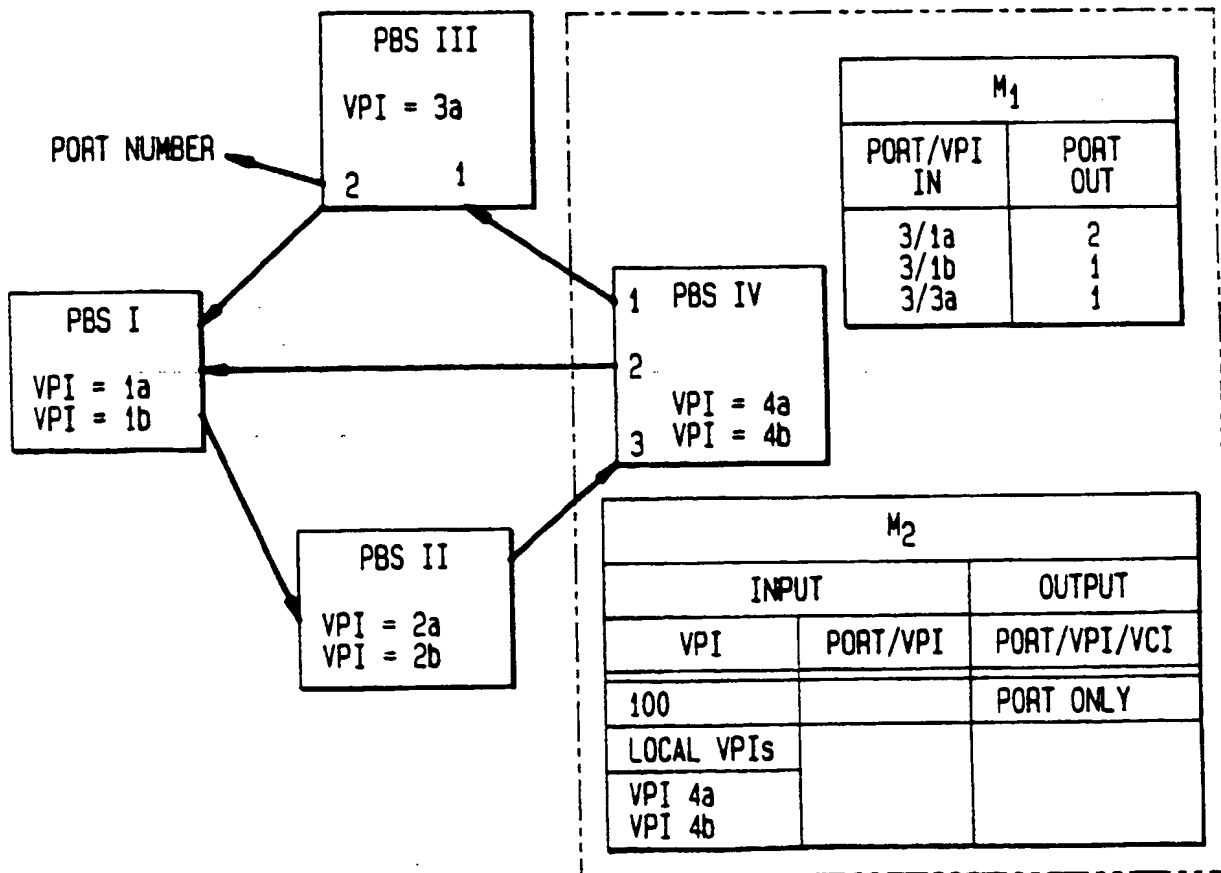 PBS III
VPI = 3a
PORT NUMBER
2 1
PBS I
VPI = 1a
VPI = 1b
1 PBS IV
2
VPI = 4a
3 VPI = 4b
PBS II
VPI = 2a
VPI = 2b
M1
PORT/VPI IN PORT OUT
3/1a 2
3/1b 1
3/3a 1
M2
INPUT OUTPUT
VPI PORT/VPI PORT/VPI/VCI
100 PORT ONLY
LOCAL VPIs
VPI 4a
VPI 4b